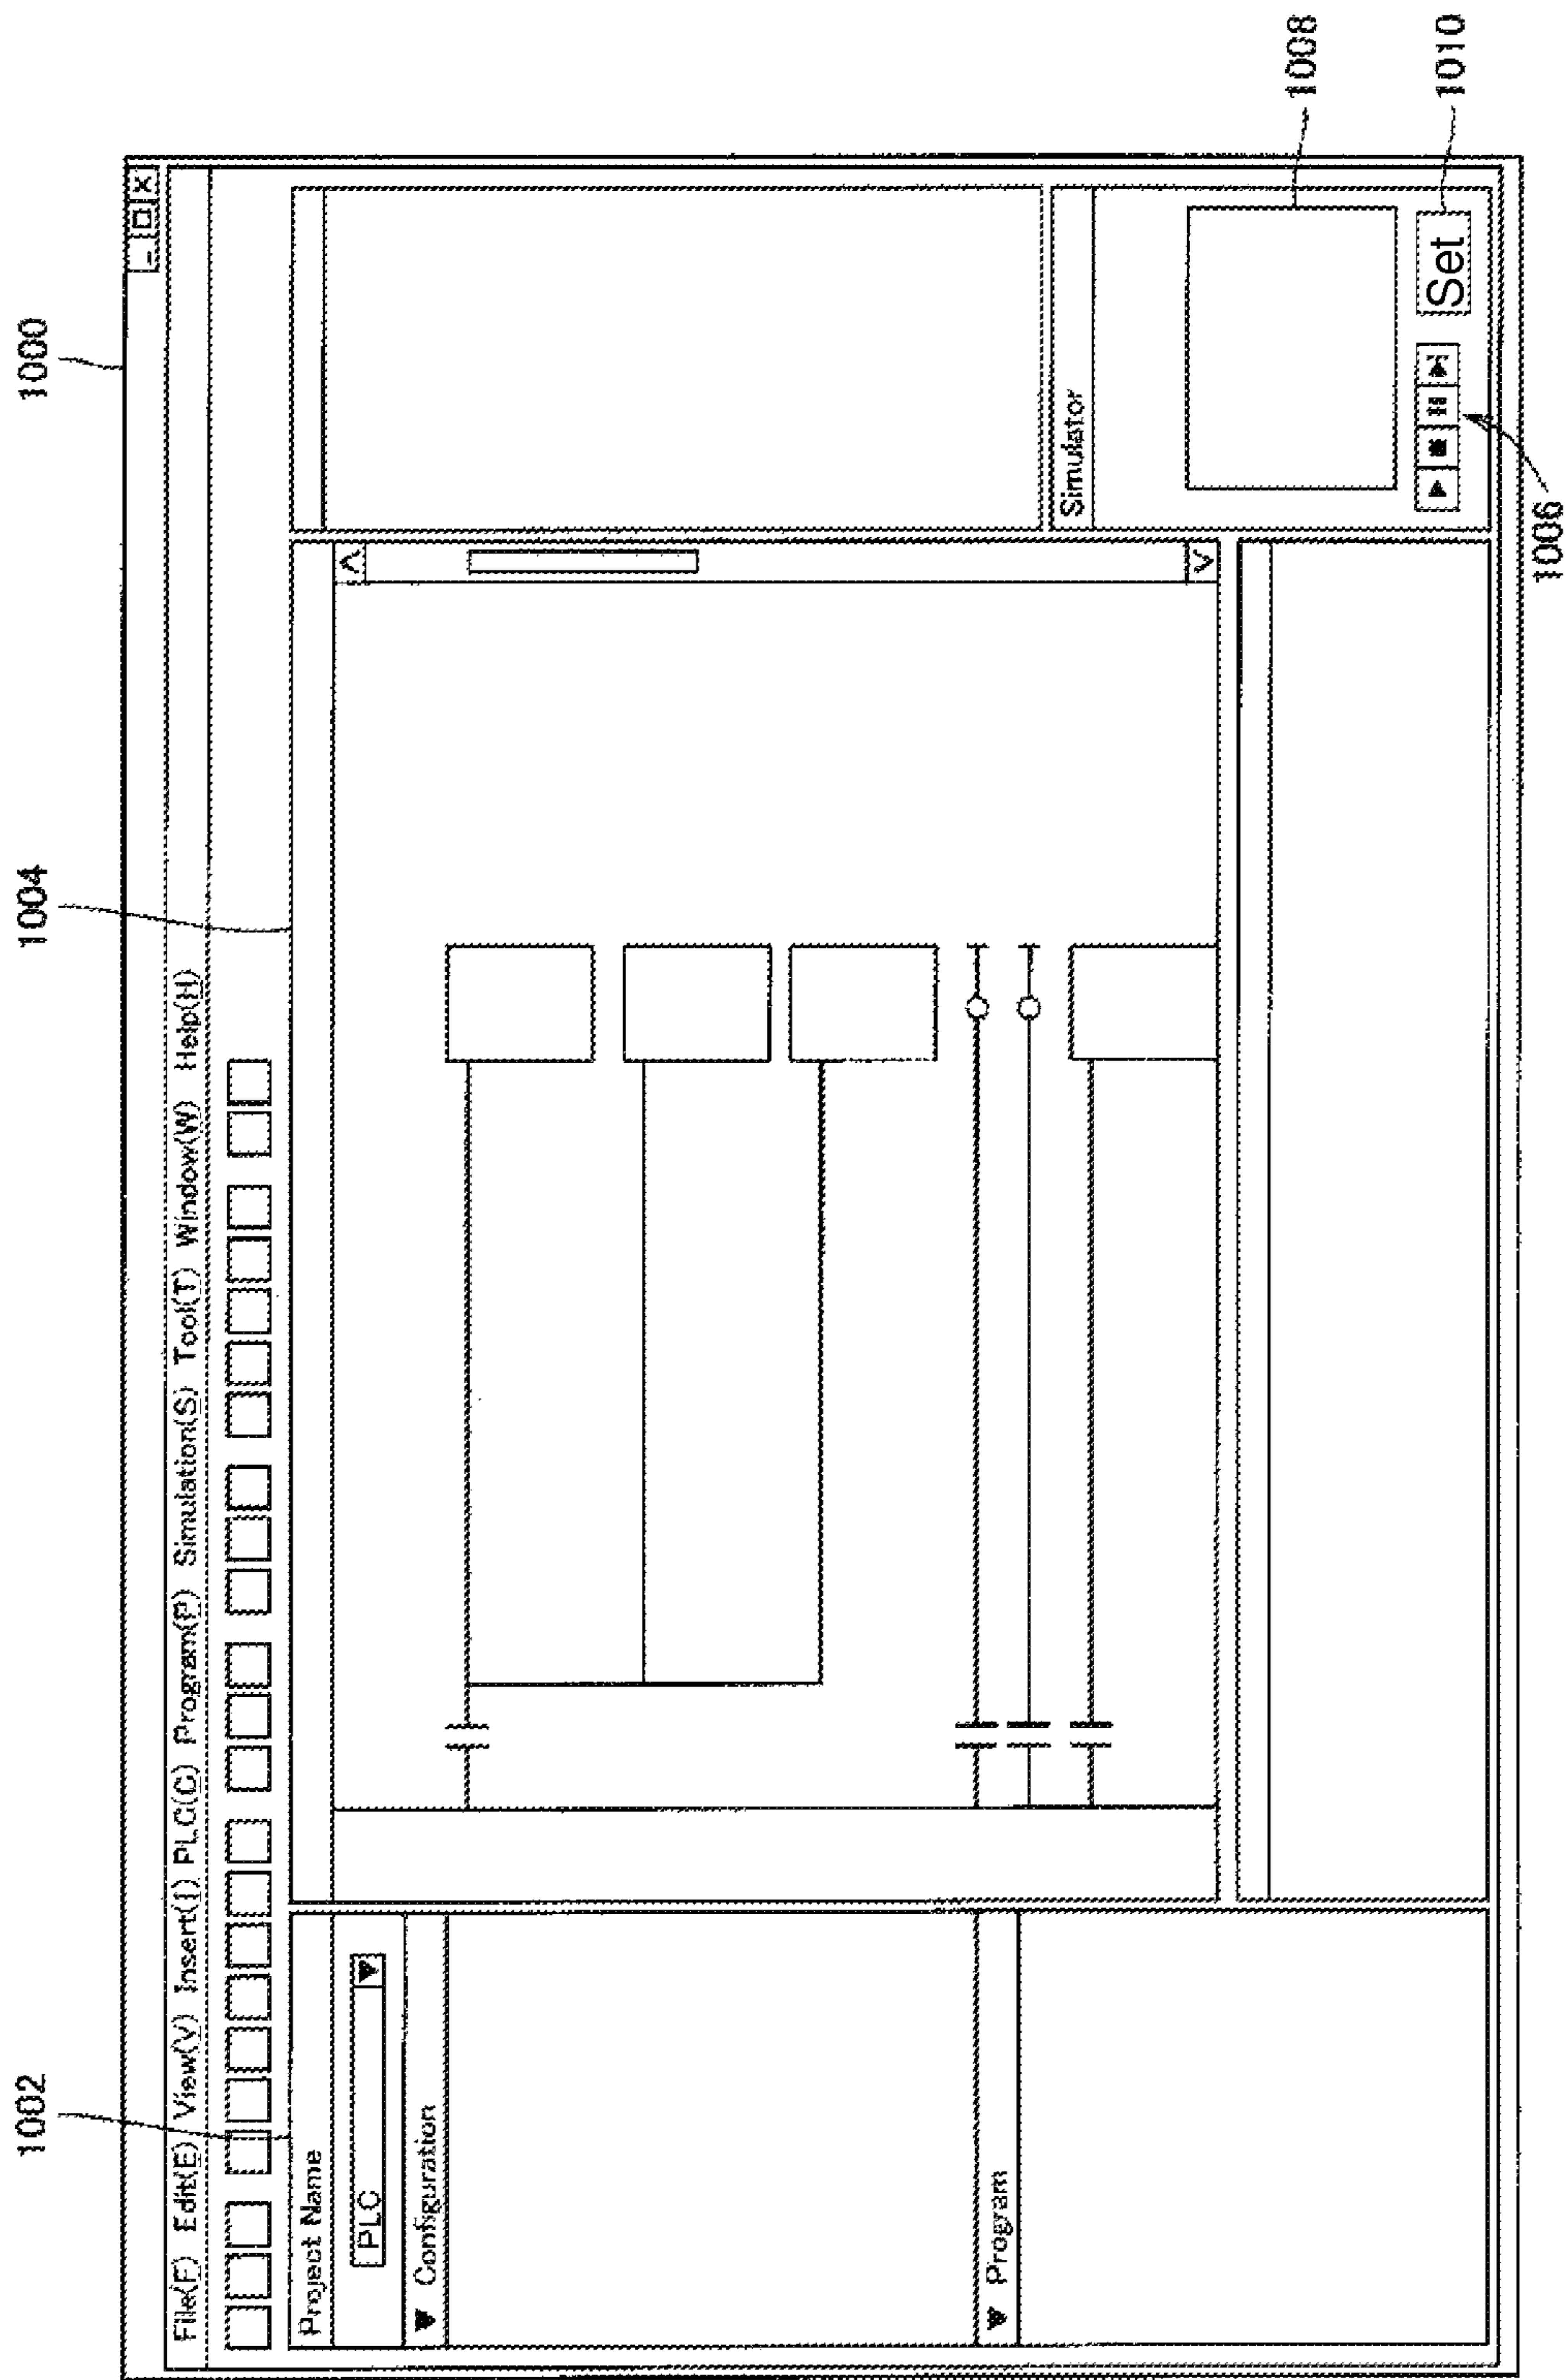 1002
1004
1000
File(F) Edit(E) View(V) Insert(I) PLC(C) Program(P) Simulation(S) Tool(T) Window(W) Help(H)
Project Name
PLC
▼ Configuration
▼ Program
Simulator
Set
1008
1010
1006